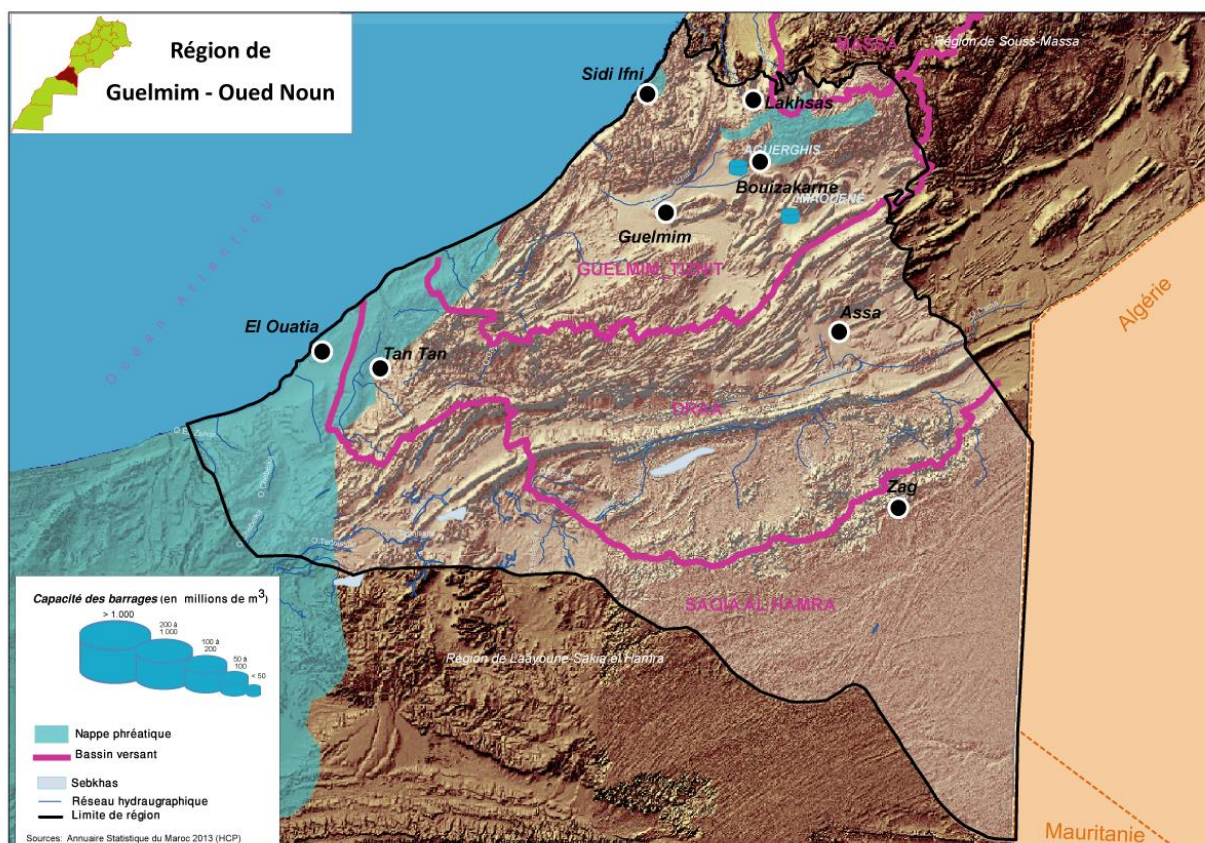 Région de
Guelmim - Oued Noun
MASSA
Région de Souss-Massa
Sidi Ifni
Lakhsas
AGUERGHIS
Bouizakarne
IMAOUENE
Guelmim
GUELMIM_TIZNIT
Océan Atlantique
Algérie
El Ouatia
Assa
Tan Tan
DRAA
Zag
SAQIA AL HAMRA
Région de Laâyoune-Sakia el Hamra
Capacité des barrages (en millions de m3)
> 1 000
200 à
1 000
100 à
200
50 à
100
< 50
Nappe phréatique
Bassin versant
Sebkhas
Réseau hydraugraphique
Limite de région
Sources: Annuaire Statistique du Maroc 2013 (HCP)
Mauritanie